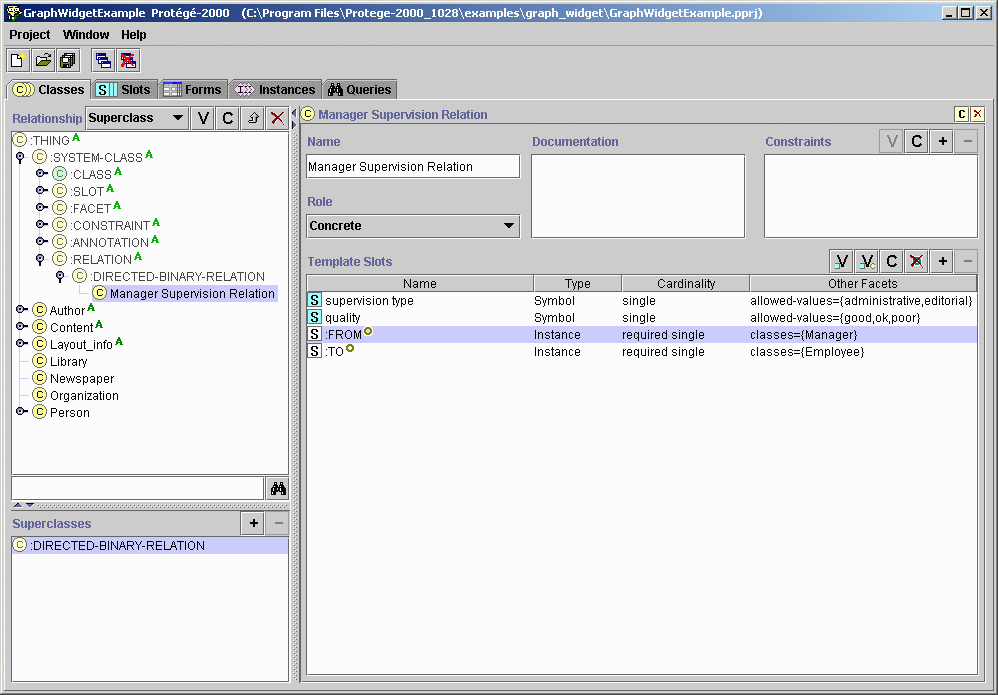 GraphWidgetExample Protégé-2000 (C:\Program Files\Protege-2000_1028\examples\graph_widget\GraphWidgetExample.pprj)
Project Window Help
C Classes S Slots Forms Instances Queries
Relationship Superclass V C
C :THING A
C :SYSTEM-CLASS A
C :CLASS A
C :SLOT A
C :FACET A
C :CONSTRAINT A
C :ANNOTATION A
C :RELATION A
C :DIRECTED-BINARY-RELATION
C Manager Supervision Relation
C Author A
C Content A
C Layout_info A
C Library
C Newspaper
C Organization
C Person
Superclasses + −
C :DIRECTED-BINARY-RELATION
C Manager Supervision Relation C x
Name Documentation Constraints V C + −
Manager Supervision Relation
Role
Concrete
Template Slots V V C X + −
Name Type Cardinality Other Facets
S supervision type Symbol single allowed-values={administrative,editorial}
S quality Symbol single allowed-values={good,ok,poor}
S :FROM Instance required single classes={Manager}
S :TO Instance required single classes={Employee}